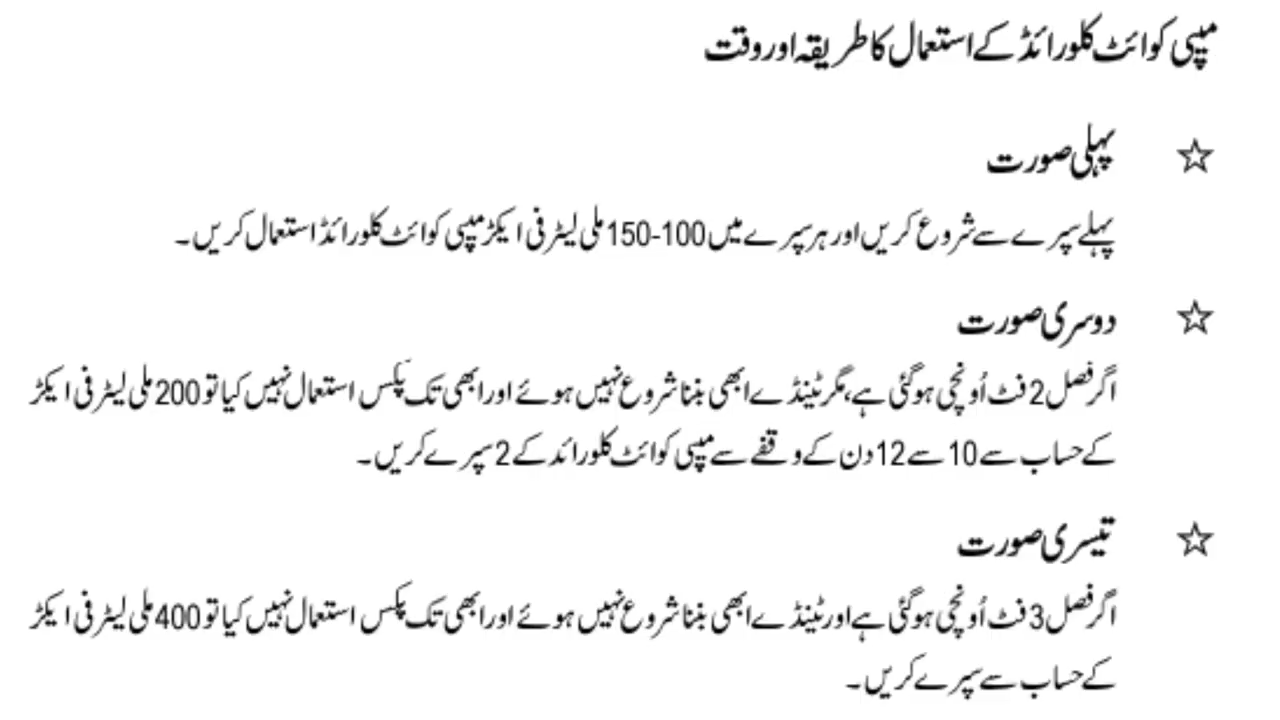 میپی کوائٹ کلورائڈ کے استعمال کا طریقہ اور وقت
☆ پہلی صورت
پہلے سپرے سے شروع کریں اور ہر سپرے میں 100-150 ملی لیٹر فی ایکڑ میپی کوائٹ کلورائڈ استعمال کریں۔
☆ دوسری صورت
اگر فصل 2 فٹ اُونچی ہوگئی ہے، مگر ٹینڈے ابھی بننا شروع نہیں ہوئے اور ابھی تک پکس استعمال نہیں کیا تو 200 ملی لیٹر فی ایکڑ
کے حساب سے 10 سے 12 دن کے وقفے سے میپی کوائٹ کلورائد کے 2 سپرے کریں۔
☆ تیسری صورت
اگر فصل 3 فٹ اُونچی ہوگئی ہے اور ٹینڈے ابھی بننا شروع نہیں ہوئے اور ابھی تک پکس استعمال نہیں کیا تو 400 ملی لیٹر فی ایکڑ
کے حساب سے سپرے کریں۔